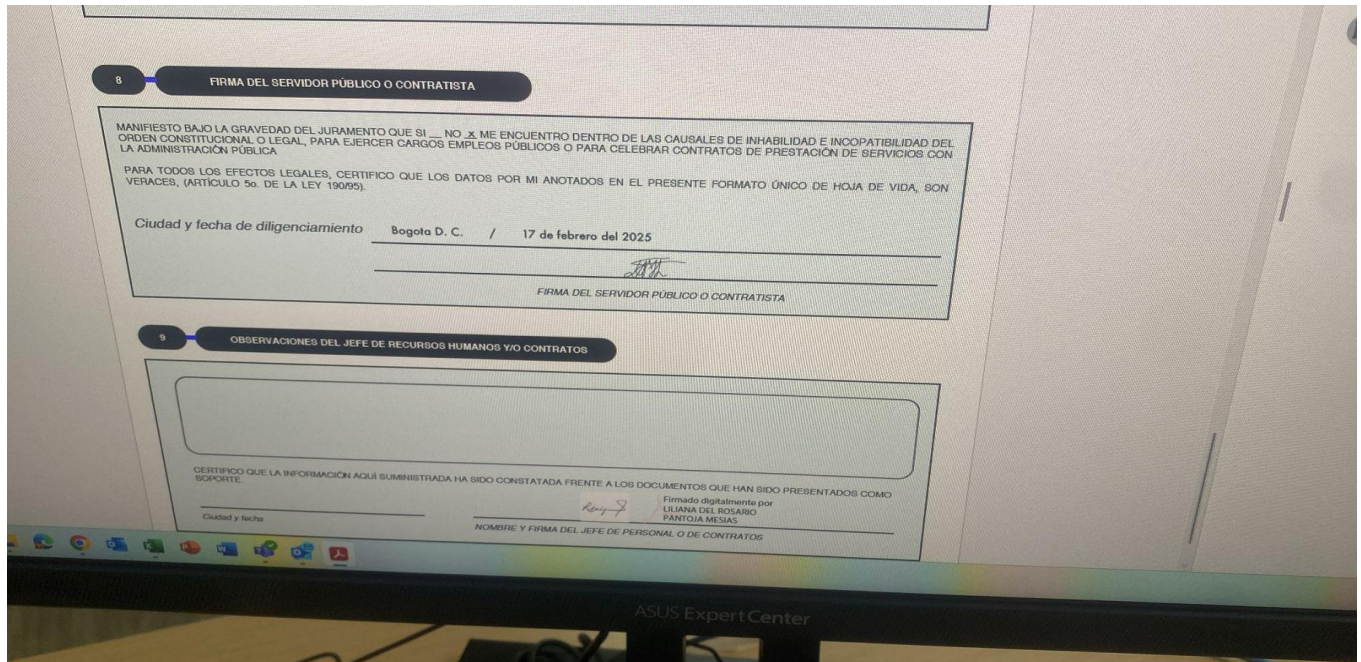 8 FIRMA DEL SERVIDOR PÚBLICO O CONTRATISTA
MANIFIESTO BAJO LA GRAVEDAD DEL JURAMENTO QUE SI __ NO x ME ENCUENTRO DENTRO DE LAS CAUSALES DE INHABILIDAD E INCOPATIBILIDAD DEL
ORDEN CONSTITUCIONAL O LEGAL, PARA EJERCER CARGOS EMPLEOS PÚBLICOS O PARA CELEBRAR CONTRATOS DE PRESTACIÓN DE SERVICIOS CON
LA ADMINISTRACIÓN PÚBLICA
PARA TODOS LOS EFECTOS LEGALES, CERTIFICO QUE LOS DATOS POR MI ANOTADOS EN EL PRESENTE FORMATO ÚNICO DE HOJA DE VIDA, SON
VERACES, (ARTÍCULO 5o. DE LA LEY 190/95).
Ciudad y fecha de diligenciamiento Bogota D. C. / 17 de febrero del 2025
FIRMA DEL SERVIDOR PÚBLICO O CONTRATISTA
9 OBSERVACIONES DEL JEFE DE RECURSOS HUMANOS Y/O CONTRATOS
CERTIFICO QUE LA INFORMACIÓN AQUÍ SUMINISTRADA HA SIDO CONSTATADA FRENTE A LOS DOCUMENTOS QUE HAN SIDO PRESENTADOS COMO
SOPORTE.
Firmado digitalmente por
LILIANA DEL ROSARIO
PANTOJA MESIAS
Ciudad y fecha
NOMBRE Y FIRMA DEL JEFE DE PERSONAL O DE CONTRATOS
ASUS ExpertCenter